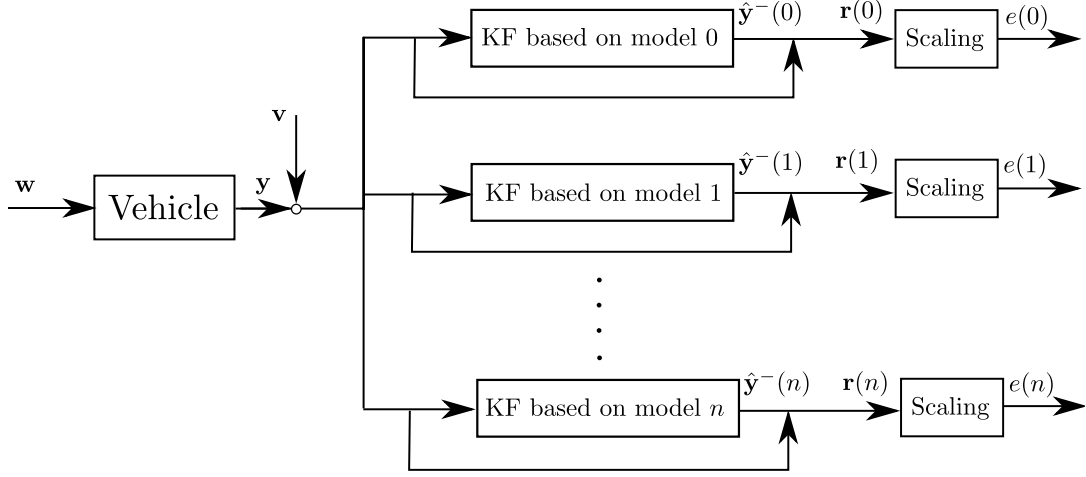 ŷ⁻(0) r(0) e(0)
KF based on model 0 Scaling
v
ŷ⁻(1) r(1) e(1)
w y
Vehicle KF based on model 1 Scaling
ŷ⁻(n) r(n) e(n)
KF based on model n Scaling